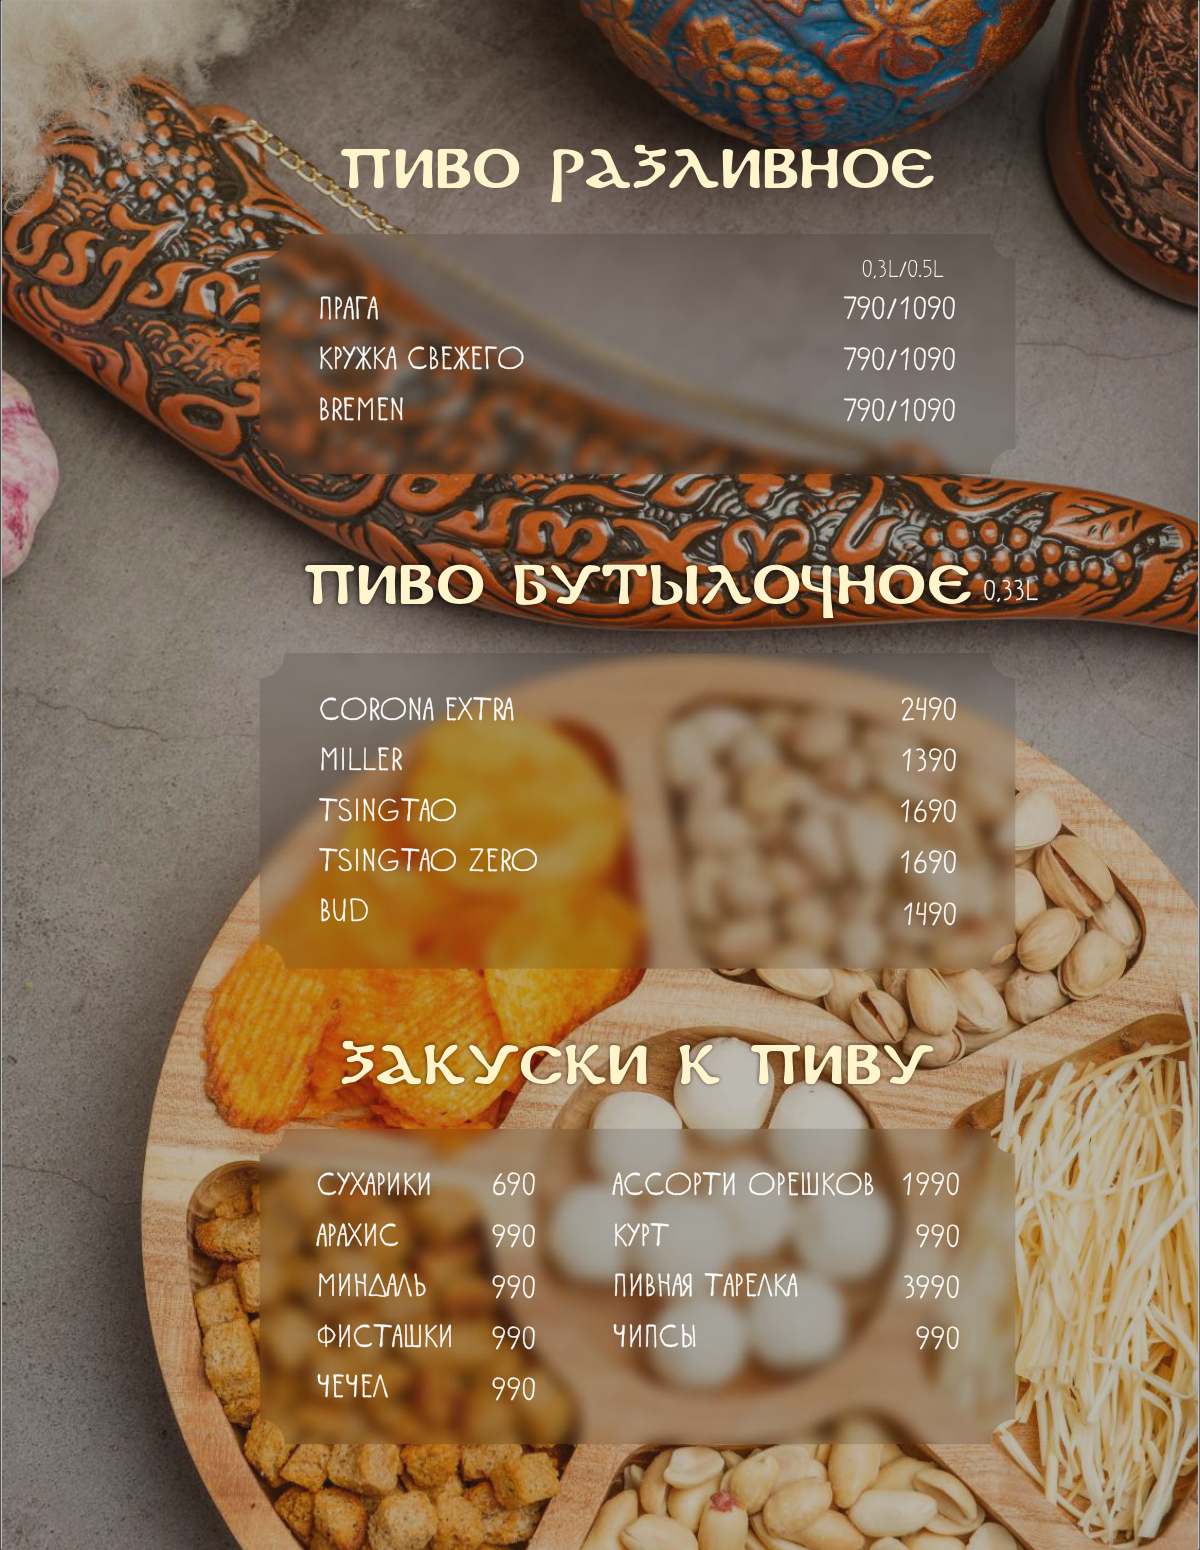 ПИВО РАЗЛИВНОЕ
0,3L/0.5L
ПРАГА 790/1090
КРУЖКА СВЕЖЕГО 790/1090
BREMEN 790/1090
ПИВО БУТЫЛОЧНОЕ 0,33L
CORONA EXTRA 2490
MILLER 1390
TSINGTAO 1690
TSINGTAO ZERO 1690
BUD 1490
ЗАКУСКИ К ПИВУ
СУХАРИКИ 690 АССОРТИ ОРЕШКОВ 1990
АРАХИС 990 КУРТ 990
МИНДАЛЬ 990 ПИВНАЯ ТАРЕЛКА 3990
ФИСТАШКИ 990 ЧИПСЫ 990
ЧЕЧЕЛ 990